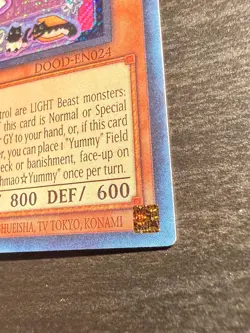 DOOD-EN024
trol are LIGHT Beast monsters:
this card is Normal or Special
GY to your hand, or, if this card
, you can place 1 "Yummy" Field
eck or banishment, face-up on
hmao☆Yummy" once per turn.
/ 800 DEF/ 600
HUEISHA, TV TOKYO, KONAMI